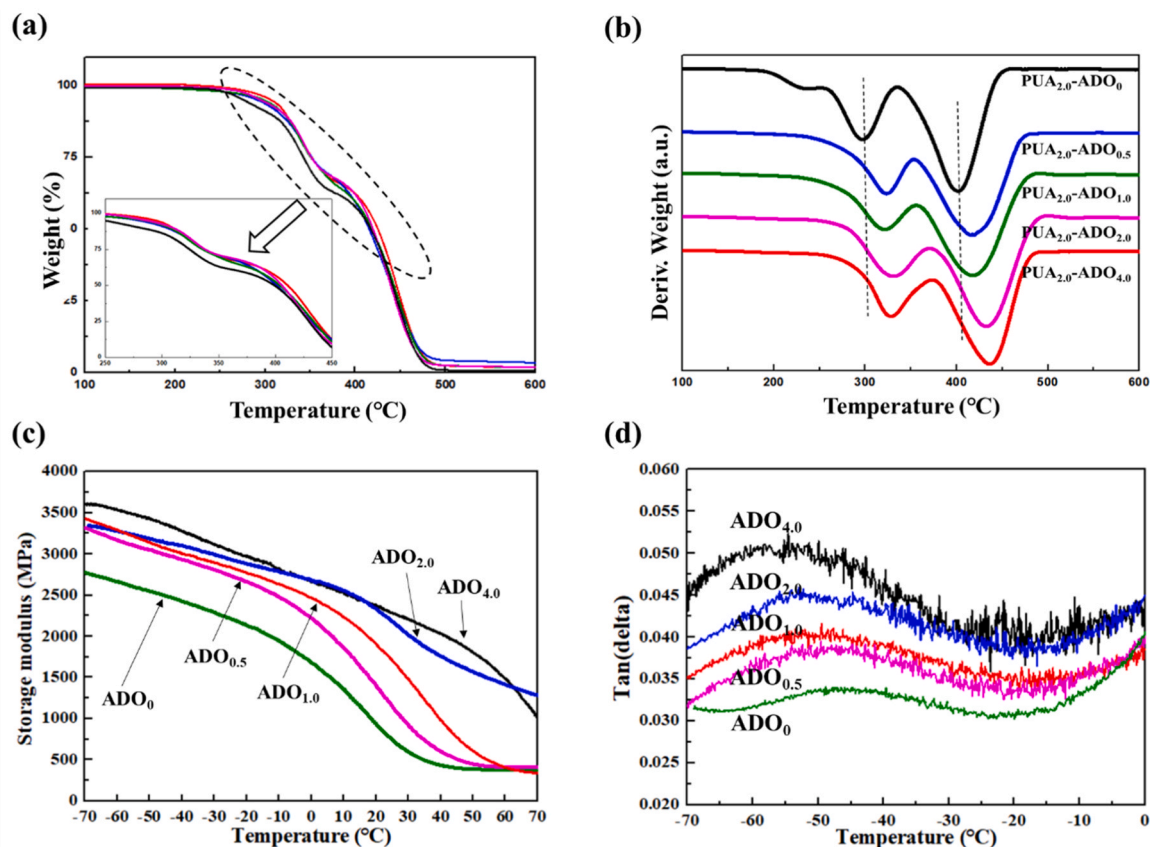 (a)
Weight (%)
100
75
0
25
0
100
75
50
25
0
250 300 350 400 450
100 200 300 400 500 600
Temperature (°C)
(b)
Deriv. Weight (a.u.)
PUA2.0-ADO0
PUA2.0-ADO0.5
PUA2.0-ADO1.0
PUA2.0-ADO2.0
PUA2.0-ADO4.0
100 200 300 400 500 600
Temperature (°C)
(c)
Storage modulus (MPa)
4000
3500
3000
2500
2000
1500
1000
500
0
ADO2.0
ADO4.0
ADO0.5
ADO1.0
ADO0
-70 -60 -50 -40 -30 -20 -10 0 10 20 30 40 50 60 70
Temperature (°C)
(d)
Tan(delta)
0.060
0.055
0.050
0.045
0.040
0.035
0.030
0.025
0.020
ADO4.0
ADO2.0
ADO1.0
ADO0.5
ADO0
-70 -60 -50 -40 -30 -20 -10 0
Temperature (°C)